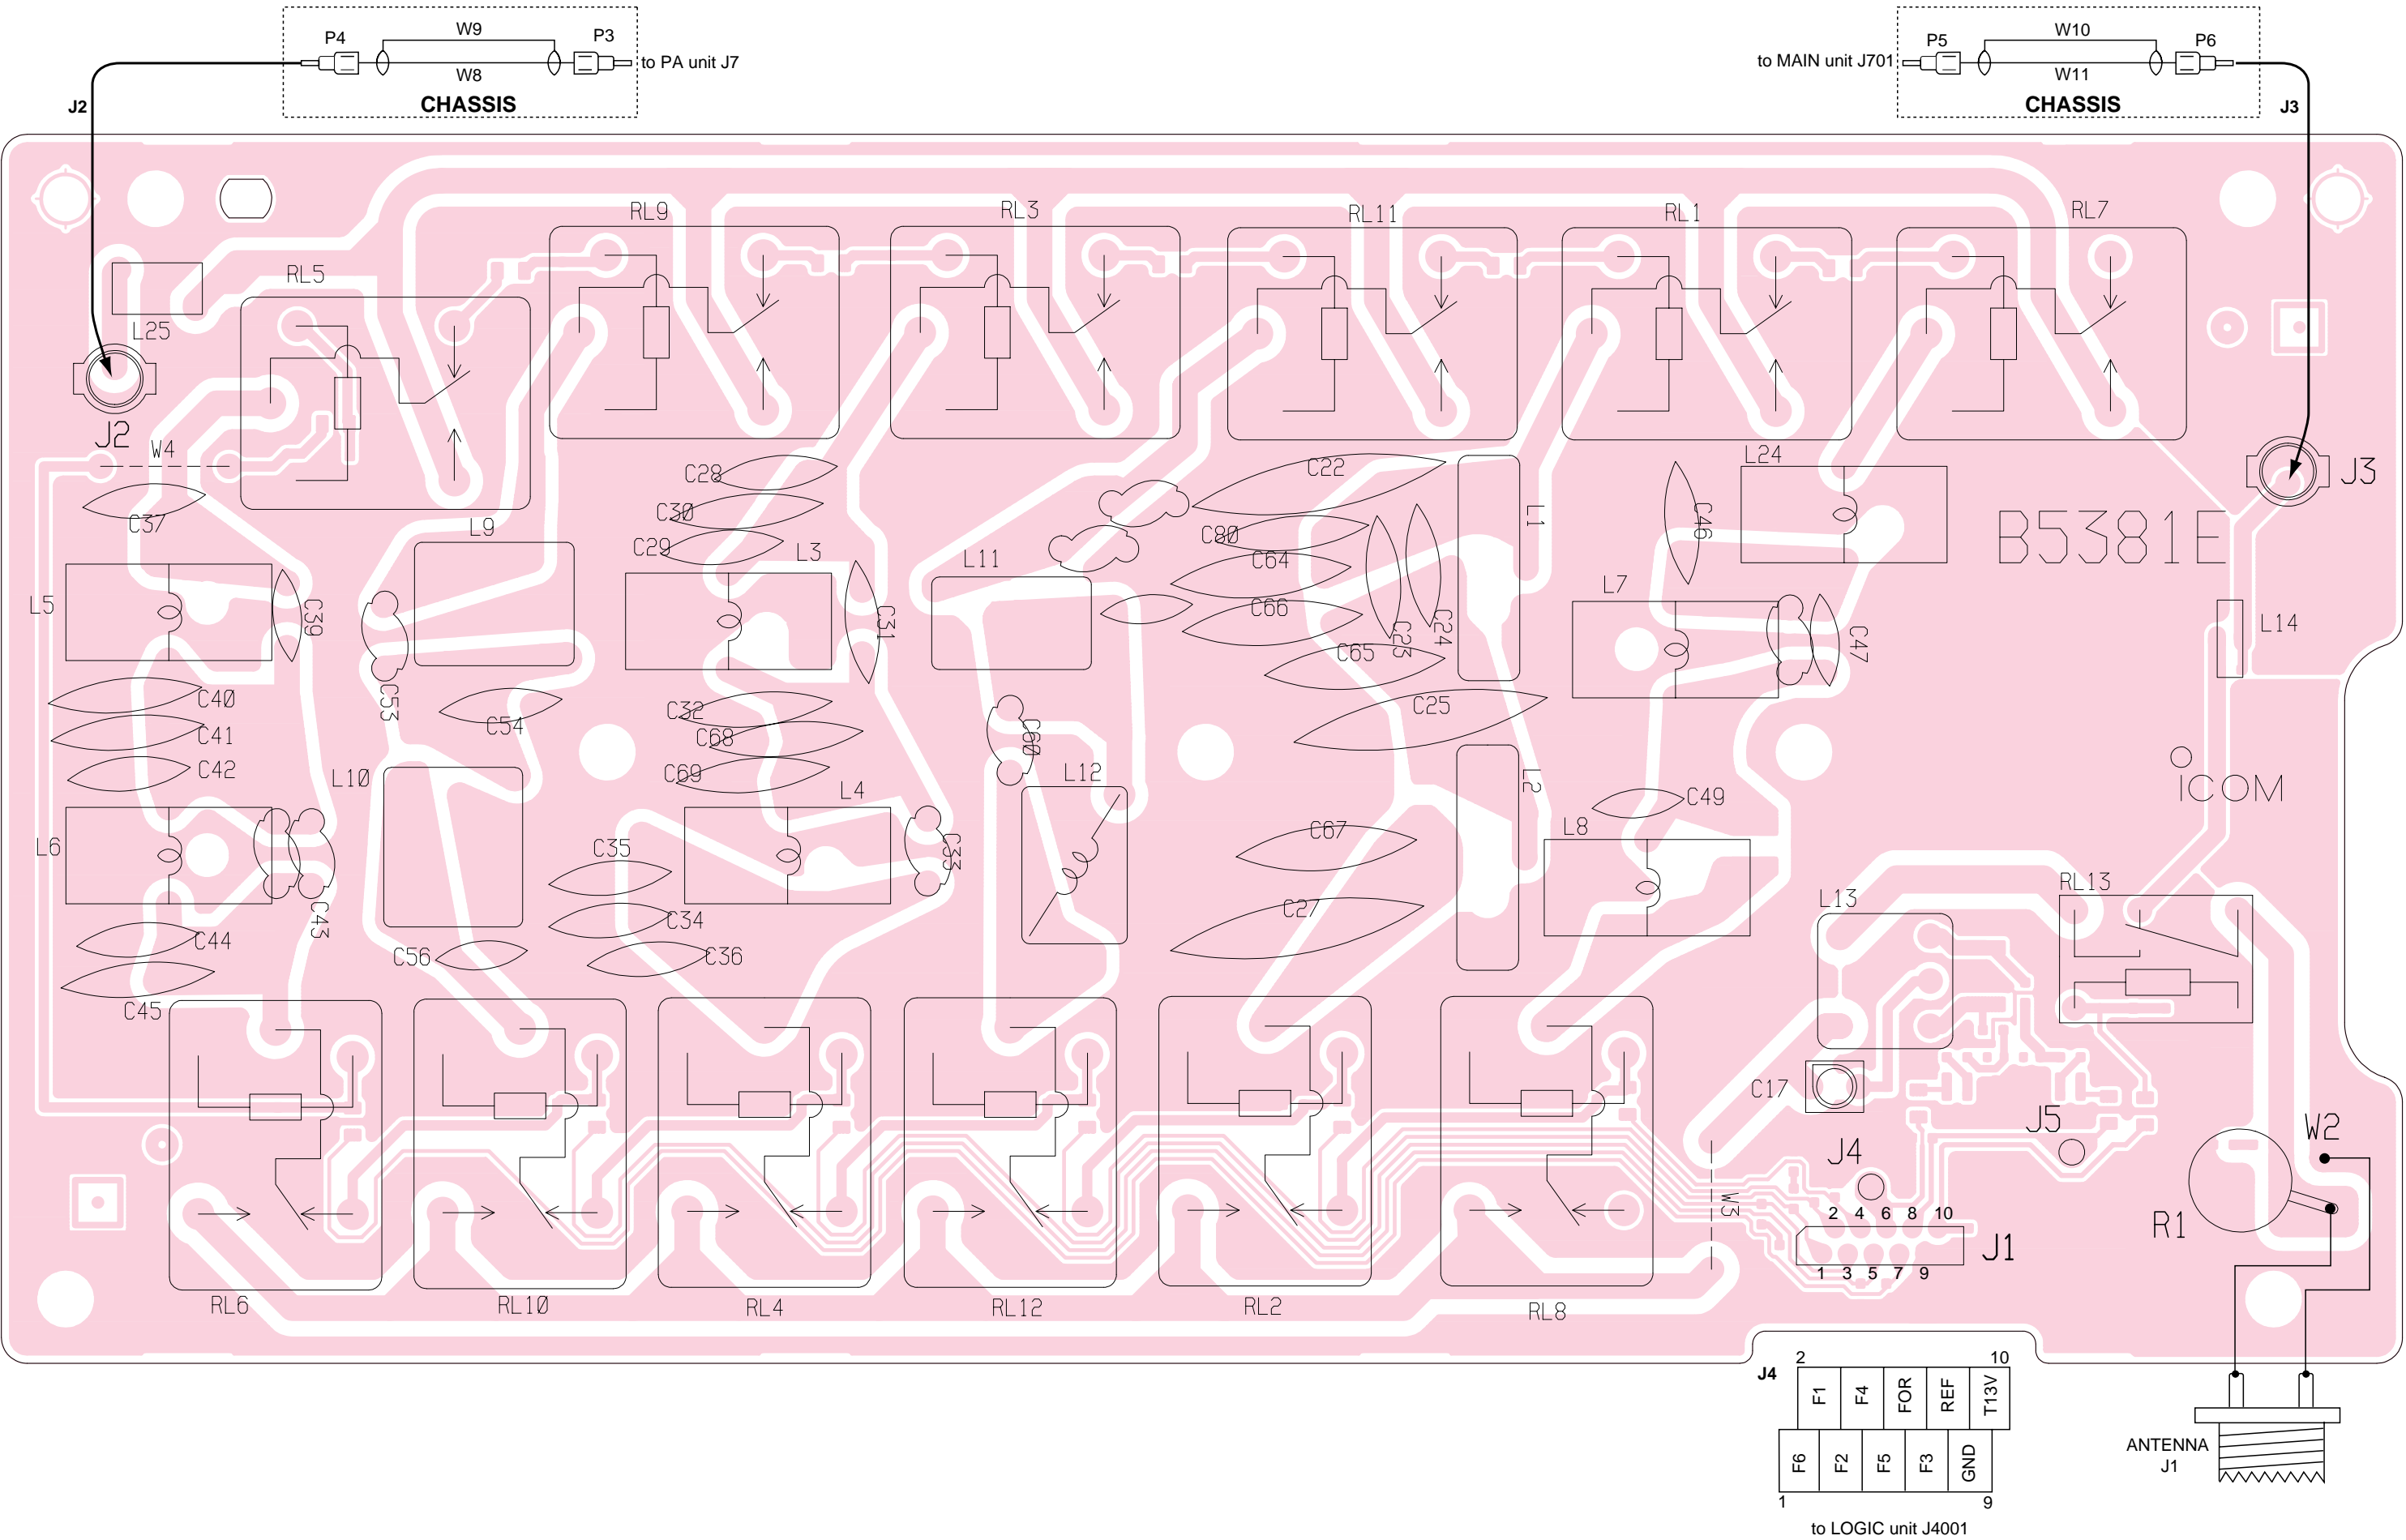 W9
P4
P3
to PA unit J7
W8
CHASSIS
J2
W10
P5
P6
to MAIN unit J701
W11
CHASSIS
J3
RL9
RL3
RL11
RL1
RL7
RL5
L25
J2
W4
C37
L9
C28
C30
C29
L3
L11
C22
C80
C64
C66
C65
C23
C24
L1
L24
C46
B5381E
J3
L5
C39
C31
L7
C47
L14
C40
C41
C42
C53
C54
C32
C68
C69
C60
C25
L10
L12
L4
L2
C49
iCOM
L6
C43
C35
C33
C67
L8
C34
C27
L13
RL13
C44
C56
C36
C45
C17
J5
W2
J4
W3
2 4 6 8 10
J1
1 3 5 7 9
R1
RL6
RL10
RL4
RL12
RL2
RL8
J4
2 10
F1 F4 FOR REF T13V
F6 F2 F5 F3 GND
1 9
to LOGIC unit J4001
ANTENNA
J1